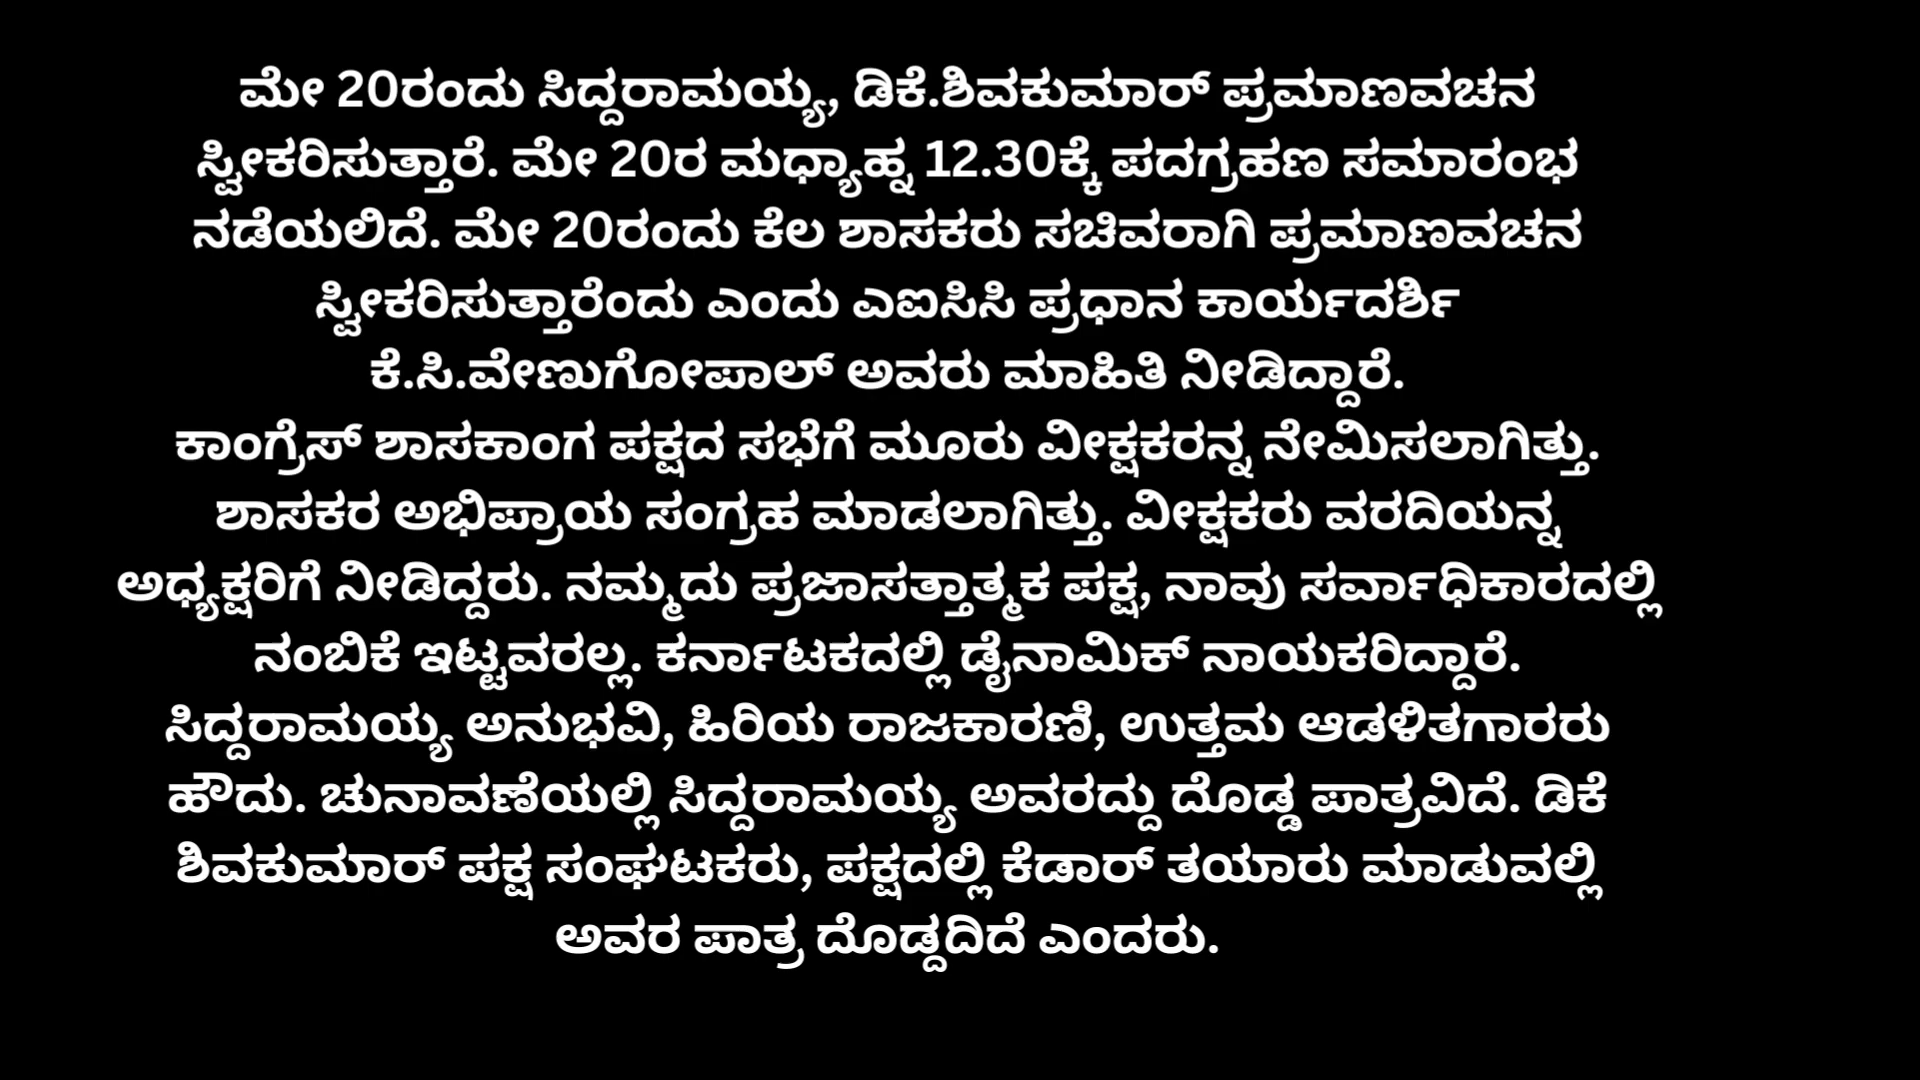 ಮೇ 20ರಂದು ಸಿದ್ದರಾಮಯ್ಯ, ಡಿಕೆ.ಶಿವಕುಮಾರ್ ಪ್ರಮಾಣವಚನ
ಸ್ವೀಕರಿಸುತ್ತಾರೆ. ಮೇ 20ರ ಮಧ್ಯಾಹ್ನ 12.30ಕ್ಕೆ ಪದಗ್ರಹಣ ಸಮಾರಂಭ
ನಡೆಯಲಿದೆ. ಮೇ 20ರಂದು ಕೆಲ ಶಾಸಕರು ಸಚಿವರಾಗಿ ಪ್ರಮಾಣವಚನ
ಸ್ವೀಕರಿಸುತ್ತಾರೆಂದು ಎಂದು ಎಐಸಿಸಿ ಪ್ರಧಾನ ಕಾರ್ಯದರ್ಶಿ
ಕೆ.ಸಿ.ವೇಣುಗೋಪಾಲ್ ಅವರು ಮಾಹಿತಿ ನೀಡಿದ್ದಾರೆ.
ಕಾಂಗ್ರೆಸ್ ಶಾಸಕಾಂಗ ಪಕ್ಷದ ಸಭೆಗೆ ಮೂರು ವೀಕ್ಷಕರನ್ನ ನೇಮಿಸಲಾಗಿತ್ತು.
ಶಾಸಕರ ಅಭಿಪ್ರಾಯ ಸಂಗ್ರಹ ಮಾಡಲಾಗಿತ್ತು. ವೀಕ್ಷಕರು ವರದಿಯನ್ನ
ಅಧ್ಯಕ್ಷರಿಗೆ ನೀಡಿದ್ದರು. ನಮ್ಮದು ಪ್ರಜಾಸತ್ತಾತ್ಮಕ ಪಕ್ಷ, ನಾವು ಸರ್ವಾಧಿಕಾರದಲ್ಲಿ
ನಂಬಿಕೆ ಇಟ್ಟವರಲ್ಲ. ಕರ್ನಾಟಕದಲ್ಲಿ ಡೈನಾಮಿಕ್ ನಾಯಕರಿದ್ದಾರೆ.
ಸಿದ್ದರಾಮಯ್ಯ ಅನುಭವಿ, ಹಿರಿಯ ರಾಜಕಾರಣಿ, ಉತ್ತಮ ಆಡಳಿತಗಾರರು
ಹೌದು. ಚುನಾವಣೆಯಲ್ಲಿ ಸಿದ್ದರಾಮಯ್ಯ ಅವರದ್ದು ದೊಡ್ಡ ಪಾತ್ರವಿದೆ. ಡಿಕೆ
ಶಿವಕುಮಾರ್ ಪಕ್ಷ ಸಂಘಟಕರು, ಪಕ್ಷದಲ್ಲಿ ಕೆಡಾರ್ ತಯಾರು ಮಾಡುವಲ್ಲಿ
ಅವರ ಪಾತ್ರ ದೊಡ್ದದಿದೆ ಎಂದರು.